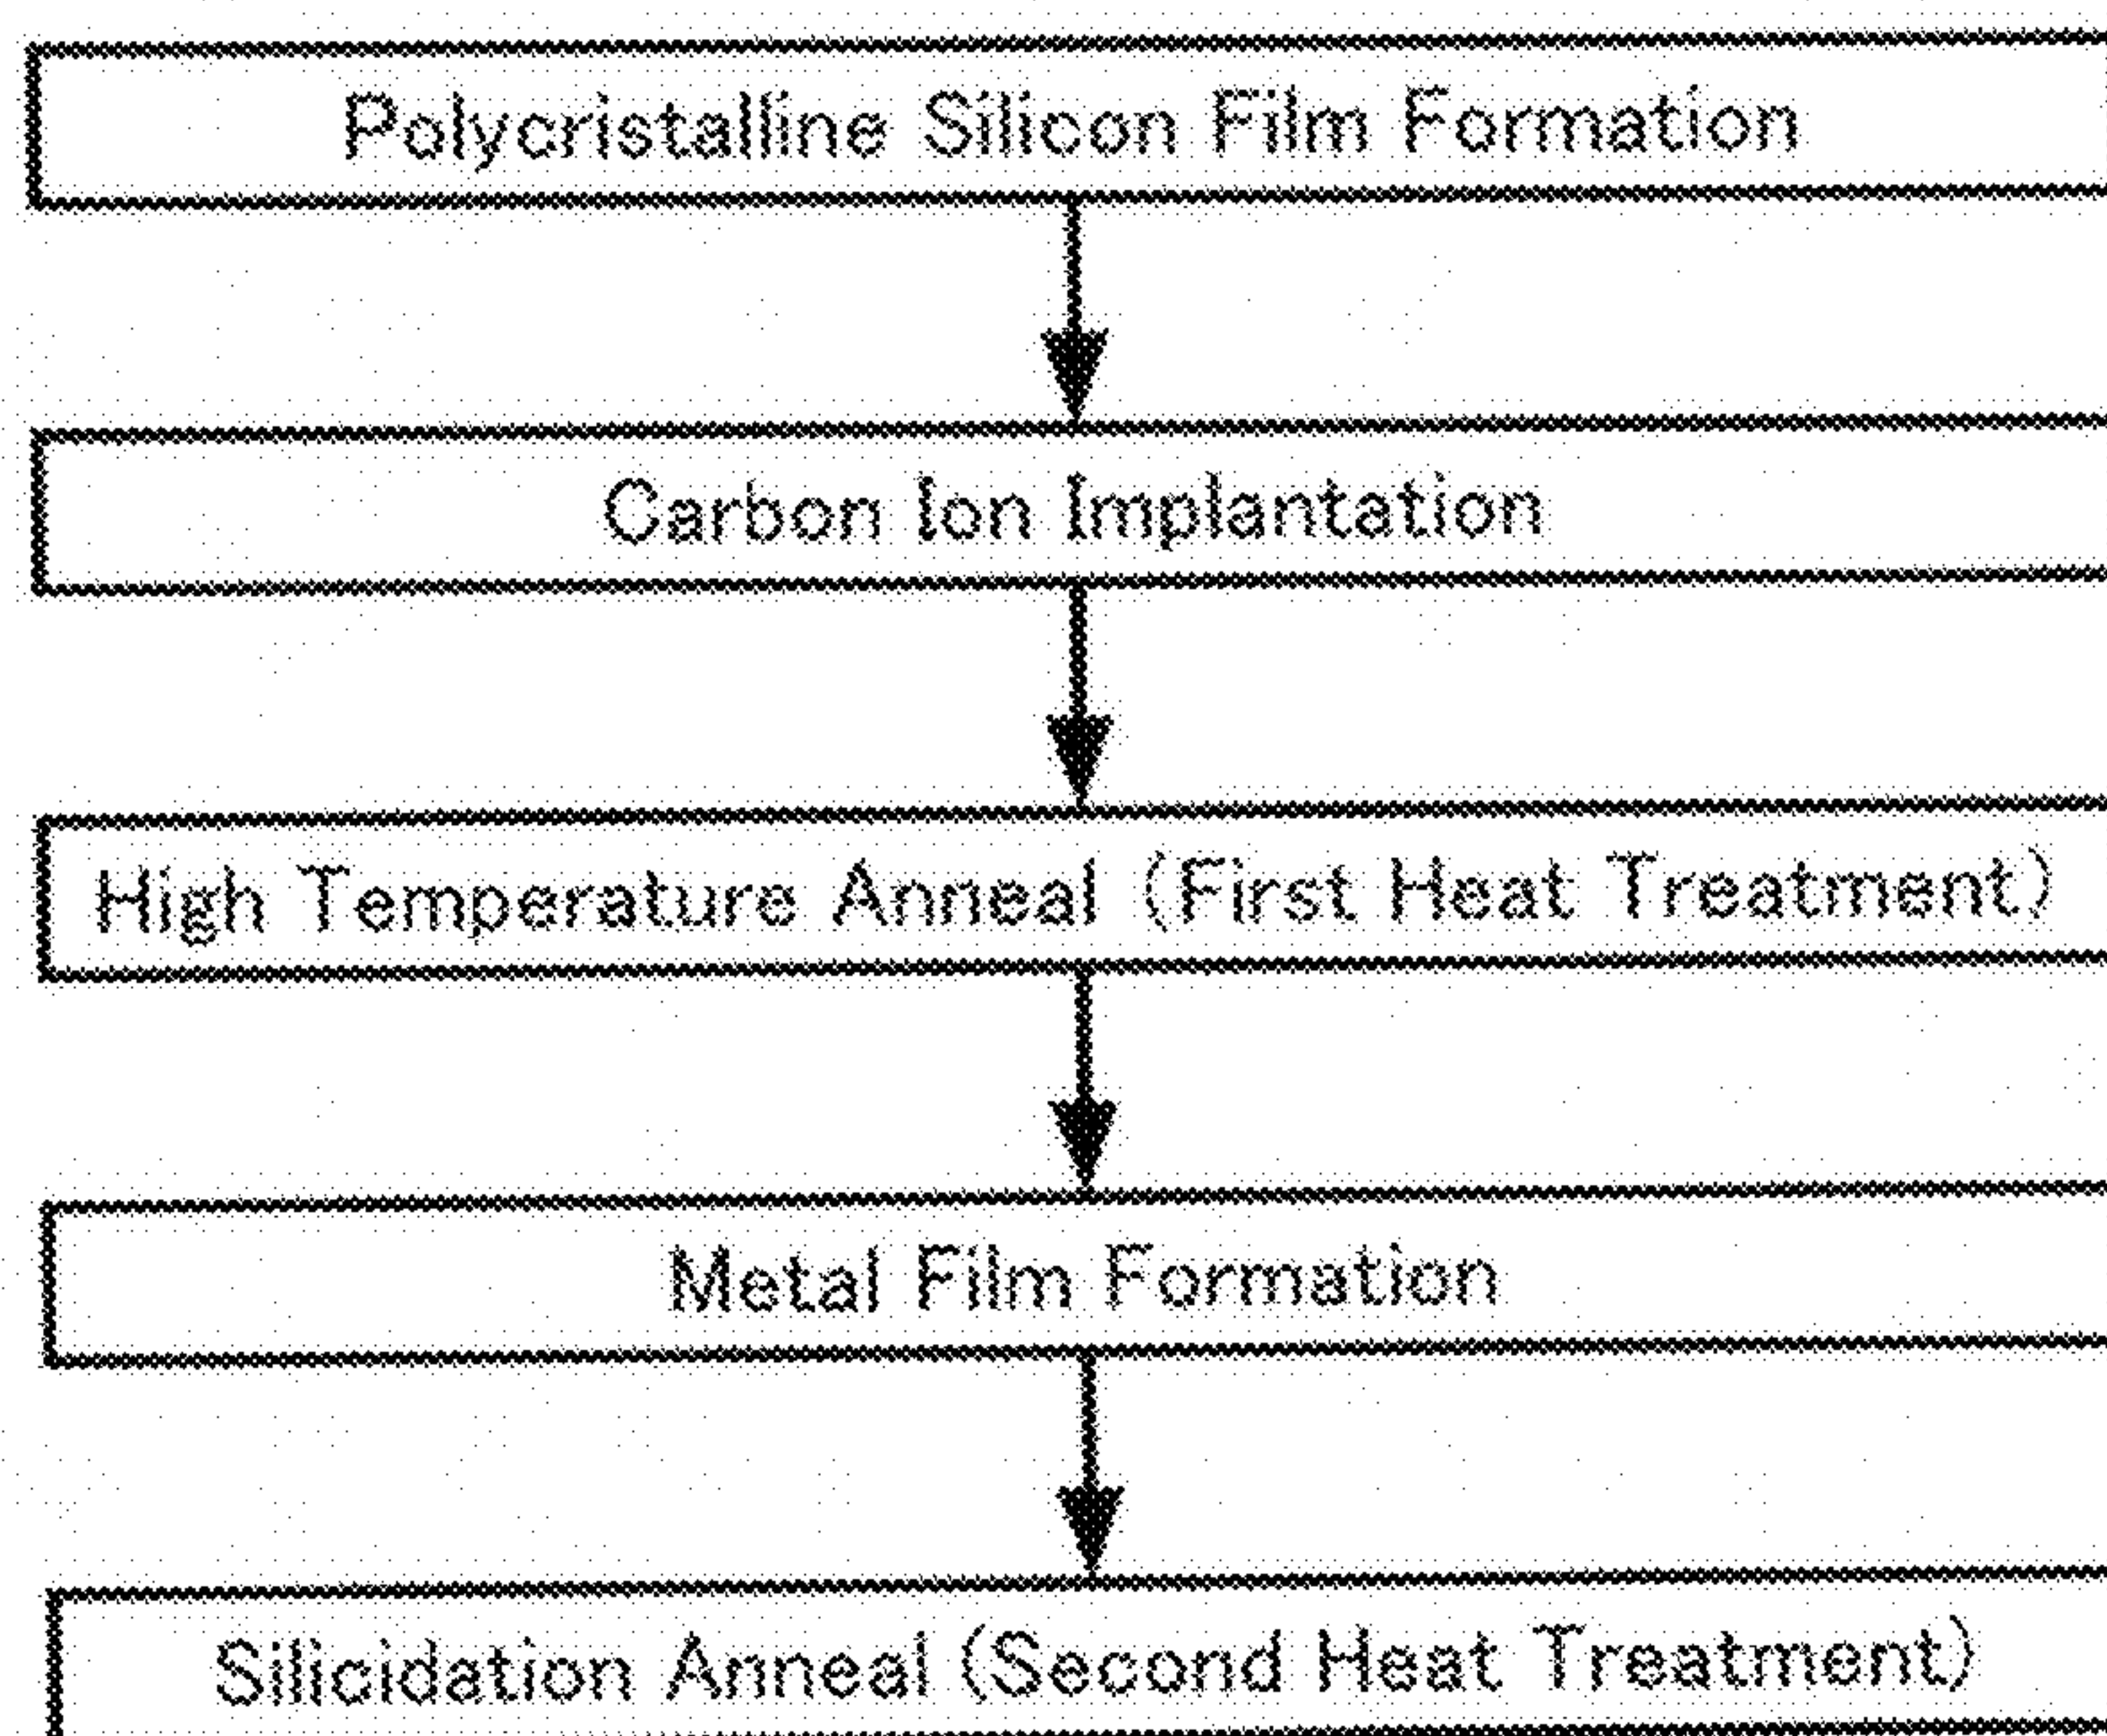 Polycristalline Silicon Film Formation
Carbon Ion Implantation
High Temperature Anneal (First Heat Treatment)
Metal Film Formation
Silicidation Anneal (Second Heat Treatment)